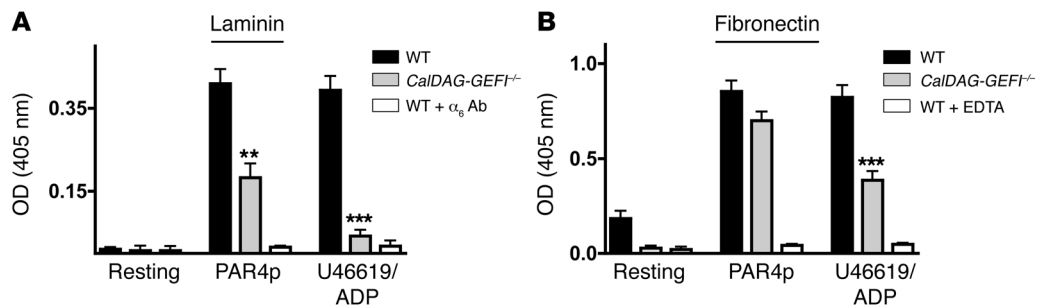 A
Laminin
WT
CalDAG-GEFI–/–
WT + α6 Ab
OD (405 nm)
0.35
0.15
**
***
Resting
PAR4p
U46619/
ADP
B
Fibronectin
WT
CalDAG-GEFI–/–
WT + EDTA
OD (405 nm)
1.0
0.5
0.0
***
Resting
PAR4p
U46619/
ADP